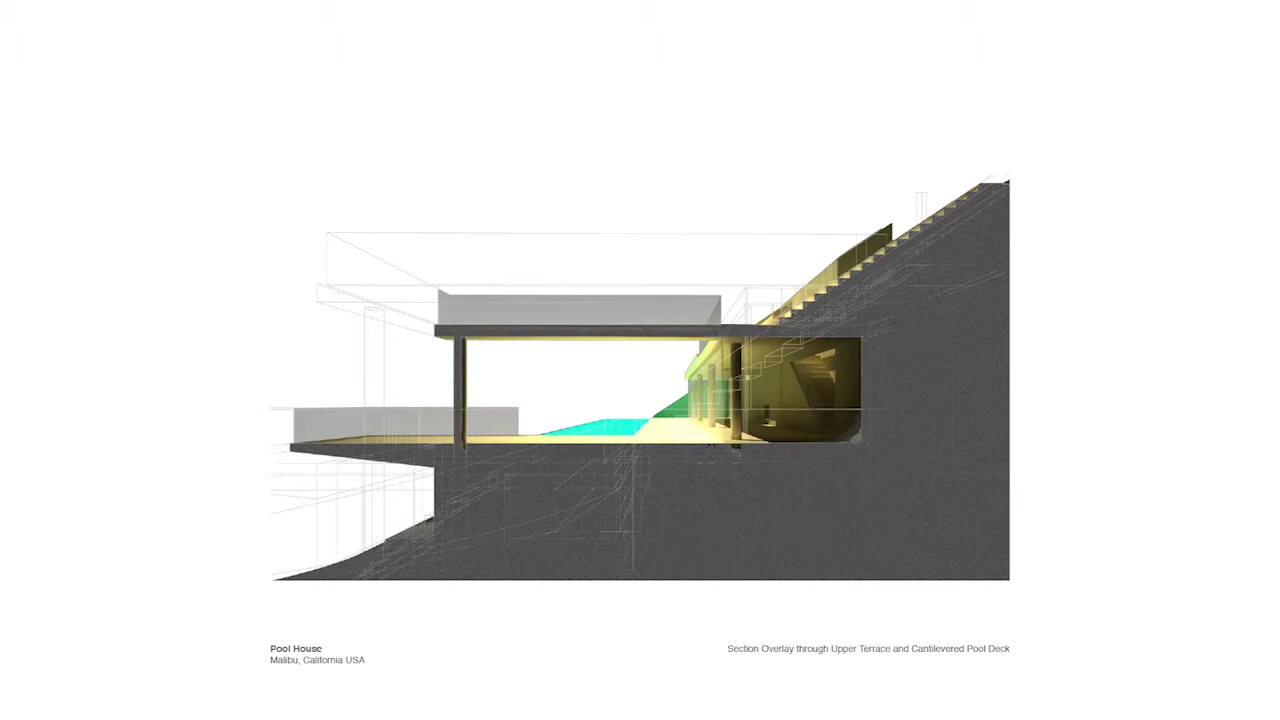 Pool House
Malibu, California USA
Section Overlay through Upper Terrace and Cantilevered Pool Deck